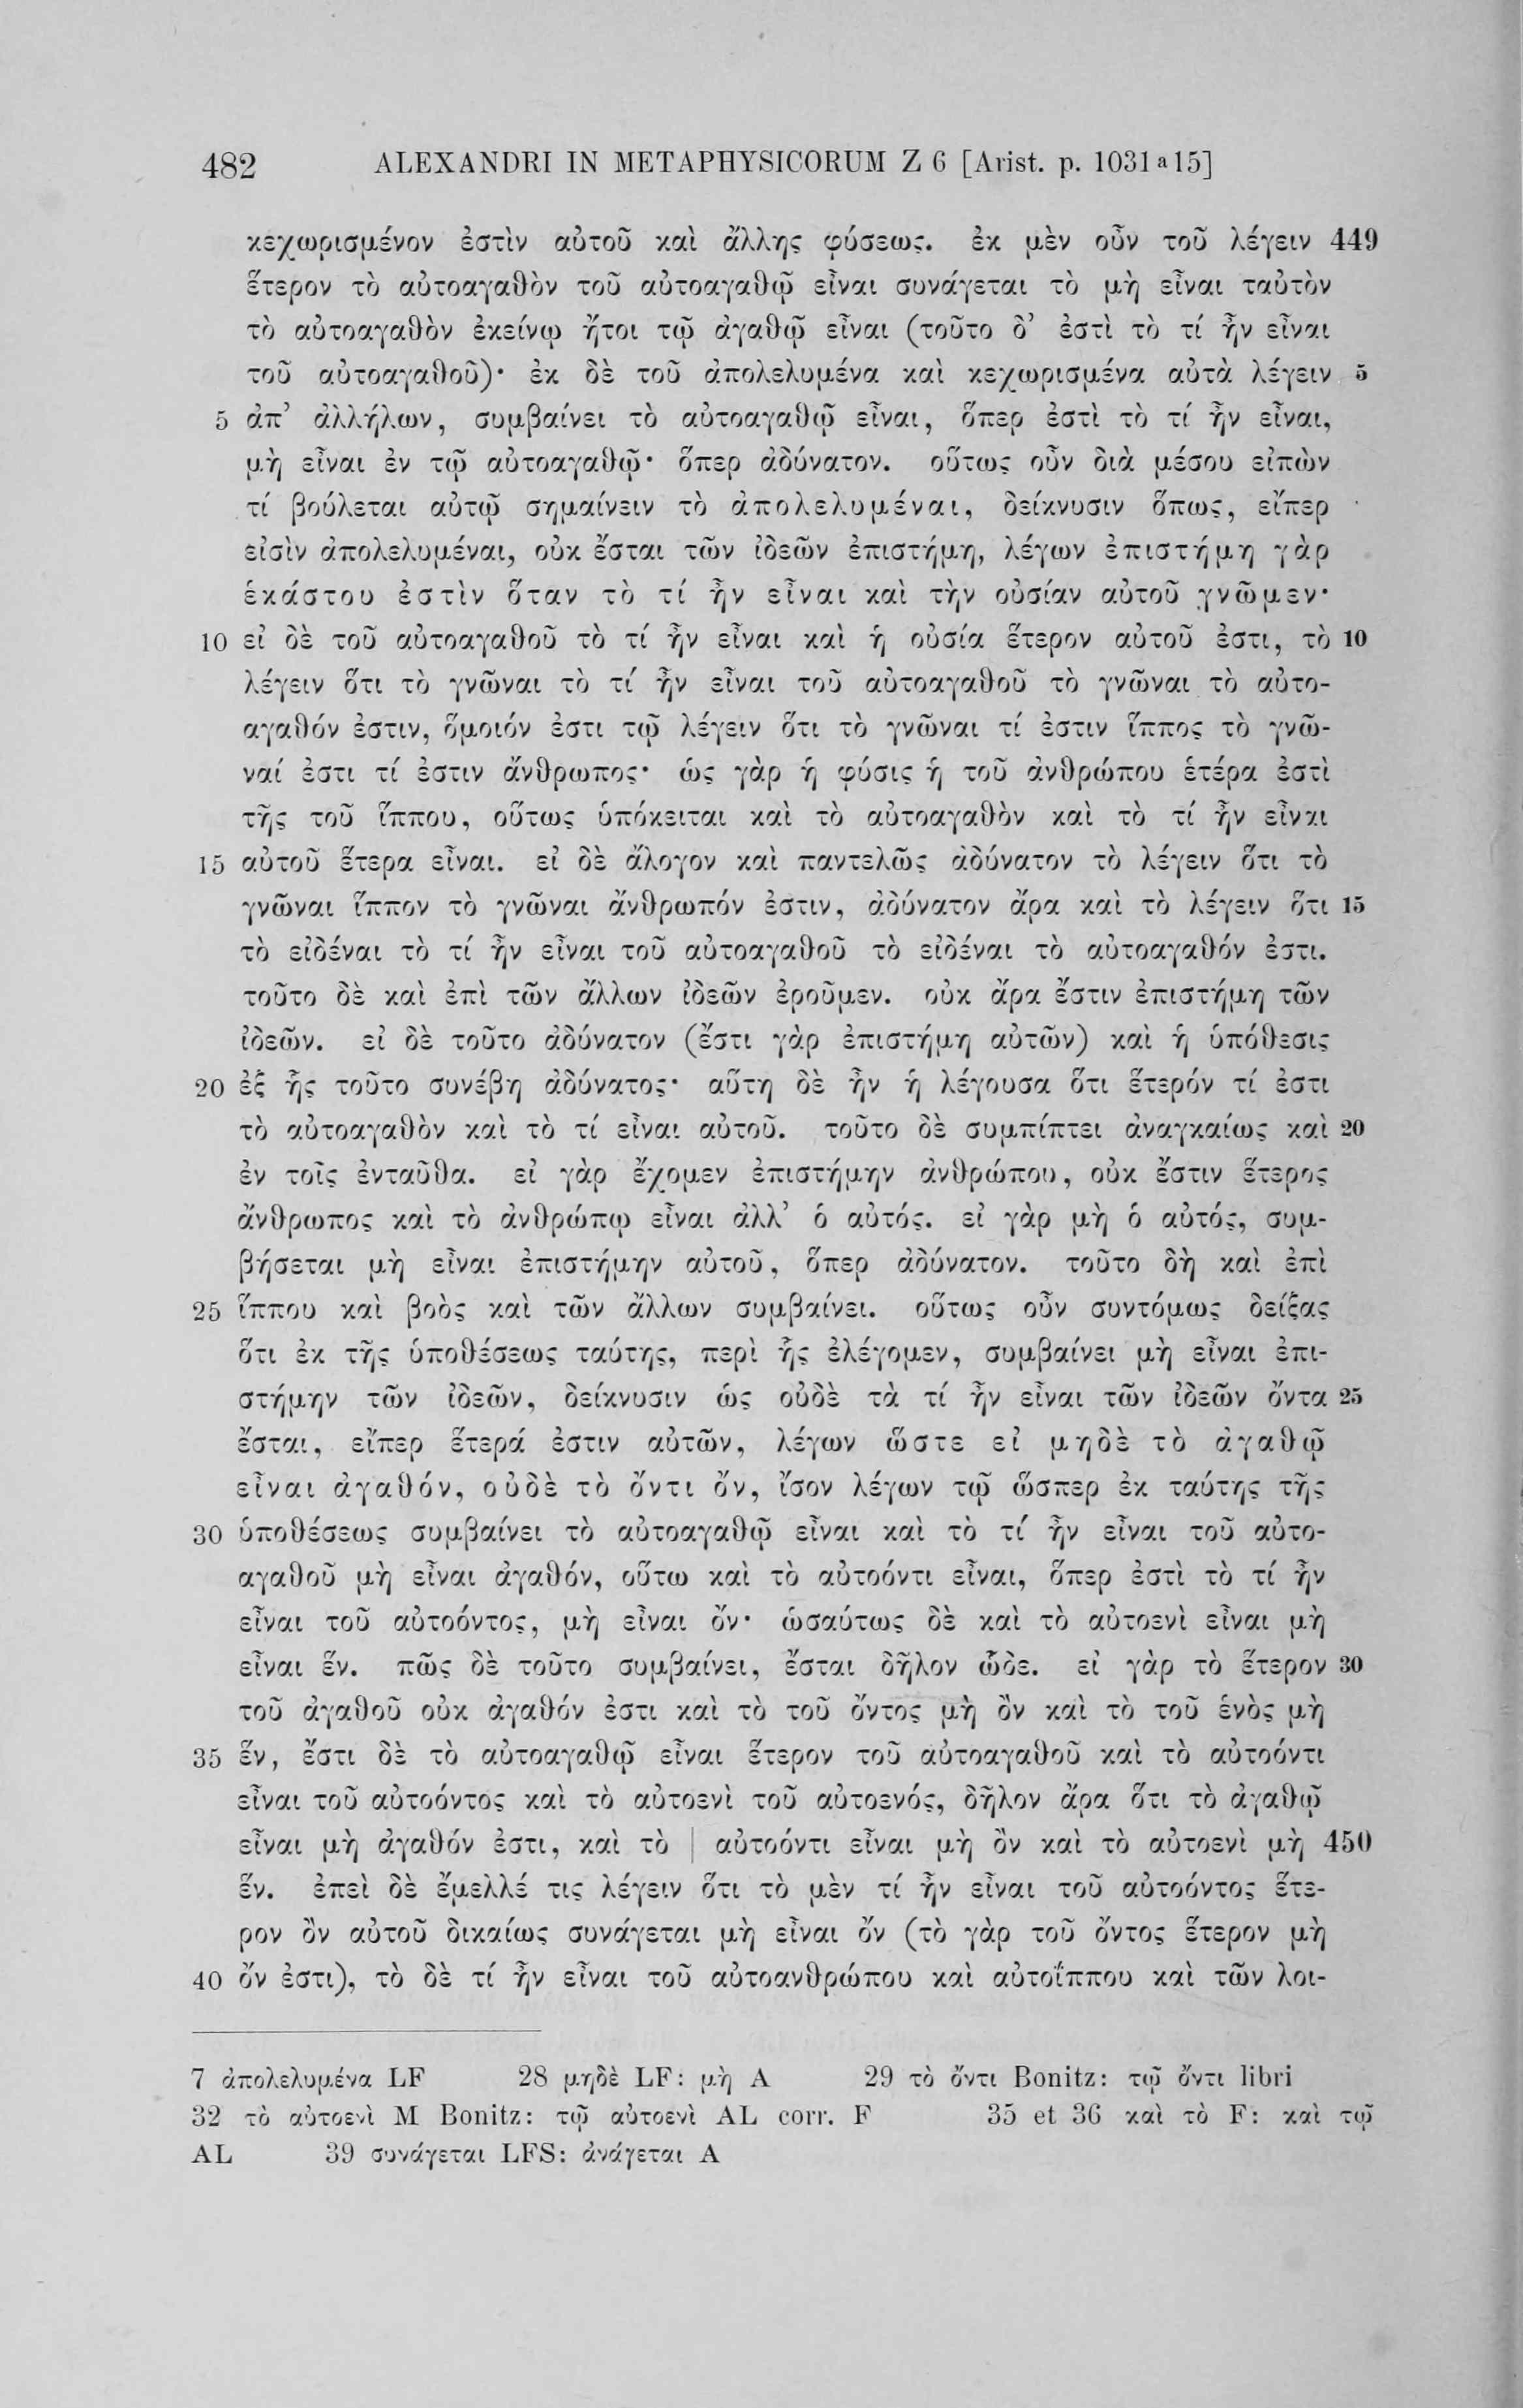 482 ALEXANDRI IN METAPHYSICORUM Z 6 [Arist. p. 1031 a 15]
κεχωρισμένον ἐστὶν αὐτοῦ καὶ ἄλλης φύσεως. ἐκ μὲν οὖν τοῦ λέγειν 449
ἕτερον τὸ αὐτοαγαθὸν τοῦ αὐτοαγαθῷ εἶναι συνάγεται τὸ μὴ εἶναι ταὐτὸν
τὸ αὐτοαγαθὸν ἐκείνῳ ἤτοι τῷ ἀγαθῷ εἶναι (τοῦτο δ' ἐστὶ τὸ τί ἦν εἶναι
τοῦ αὐτοαγαθοῦ)· ἐκ δὲ τοῦ ἀπολελυμένα καὶ κεχωρισμένα αὐτὰ λέγειν 5
5 ἀπ' ἀλλήλων, συμβαίνει τὸ αὐτοαγαθῷ εἶναι, ὅπερ ἐστὶ τὸ τί ἦν εἶναι,
μὴ εἶναι ἐν τῷ αὐτοαγαθῷ· ὅπερ ἀδύνατον. οὕτως οὖν διὰ μέσου εἰπὼν
τί βούλεται αὐτῷ σημαίνειν τὸ ἀπολελυμέναι, δείκνυσιν ὅπως, εἴπερ
εἰσὶν ἀπολελυμέναι, οὐκ ἔσται τῶν ἰδεῶν ἐπιστήμη, λέγων ἐπιστήμη γὰρ
ἑκάστου ἐστὶν ὅταν τὸ τί ἦν εἶναι καὶ τὴν οὐσίαν αὐτοῦ γνῶμεν·
10 εἰ δὲ τοῦ αὐτοαγαθοῦ τὸ τί ἦν εἶναι καὶ ἡ οὐσία ἕτερον αὐτοῦ ἐστι, τὸ 10
λέγειν ὅτι τὸ γνῶναι τὸ τί ἦν εἶναι τοῦ αὐτοαγαθοῦ τὸ γνῶναι τὸ αὐτο-
αγαθόν ἐστιν, ὅμοιόν ἐστι τῷ λέγειν ὅτι τὸ γνῶναι τί ἐστιν ἵππος τὸ γνῶ-
ναί ἐστι τί ἐστιν ἄνθρωπος· ὡς γὰρ ἡ φύσις ἡ τοῦ ἀνθρώπου ἑτέρα ἐστὶ
τῆς τοῦ ἵππου, οὕτως ὑπόκειται καὶ τὸ αὐτοαγαθὸν καὶ τὸ τί ἦν εἶναι
15 αὐτοῦ ἕτερα εἶναι. εἰ δὲ ἄλογον καὶ παντελῶς ἀδύνατον τὸ λέγειν ὅτι τὸ
γνῶναι ἵππον τὸ γνῶναι ἄνθρωπόν ἐστιν, ἀδύνατον ἄρα καὶ τὸ λέγειν ὅτι 15
τὸ εἰδέναι τὸ τί ἦν εἶναι τοῦ αὐτοαγαθοῦ τὸ εἰδέναι τὸ αὐτοαγαθόν ἐστι.
τοῦτο δὲ καὶ ἐπὶ τῶν ἄλλων ἰδεῶν ἐροῦμεν. οὐκ ἄρα ἔστιν ἐπιστήμη τῶν
ἰδεῶν. εἰ δὲ τοῦτο ἀδύνατον (ἔστι γὰρ ἐπιστήμη αὐτῶν) καὶ ἡ ὑπόθεσις
20 ἐξ ἧς τοῦτο συνέβη ἀδύνατος· αὕτη δὲ ἦν ἡ λέγουσα ὅτι ἕτερόν τί ἐστι
τὸ αὐτοαγαθὸν καὶ τὸ τί εἶναι αὐτοῦ. τοῦτο δὲ συμπίπτει ἀναγκαίως καὶ 20
ἐν τοῖς ἐνταῦθα. εἰ γὰρ ἔχομεν ἐπιστήμην ἀνθρώπου, οὐκ ἔστιν ἕτερος
ἄνθρωπος καὶ τὸ ἀνθρώπῳ εἶναι ἀλλ' ὁ αὐτός. εἰ γὰρ μὴ ὁ αὐτός, συμ-
βήσεται μὴ εἶναι ἐπιστήμην αὐτοῦ, ὅπερ ἀδύνατον. τοῦτο δὴ καὶ ἐπὶ
25 ἵππου καὶ βοὸς καὶ τῶν ἄλλων συμβαίνει. οὕτως οὖν συντόμως δείξας
ὅτι ἐκ τῆς ὑποθέσεως ταύτης, περὶ ἧς ἐλέγομεν, συμβαίνει μὴ εἶναι ἐπι-
στήμην τῶν ἰδεῶν, δείκνυσιν ὡς οὐδὲ τὰ τί ἦν εἶναι τῶν ἰδεῶν ὄντα 25
ἔσται, εἴπερ ἕτερά ἐστιν αὐτῶν, λέγων ὥστε εἰ μηδὲ τὸ ἀγαθῷ
εἶναι ἀγαθόν, οὐδὲ τὸ ὄντι ὄν, ἴσον λέγων τῷ ὥσπερ ἐκ ταύτης τῆς
30 ὑποθέσεως συμβαίνει τὸ αὐτοαγαθῷ εἶναι καὶ τὸ τί ἦν εἶναι τοῦ αὐτο-
αγαθοῦ μὴ εἶναι ἀγαθόν, οὕτω καὶ τὸ αὐτοόντι εἶναι, ὅπερ ἐστὶ τὸ τί ἦν
εἶναι τοῦ αὐτοόντος, μὴ εἶναι ὄν· ὡσαύτως δὲ καὶ τὸ αὐτοενὶ εἶναι μὴ
εἶναι ἕν. πῶς δὲ τοῦτο συμβαίνει, ἔσται δῆλον ὧδε. εἰ γὰρ τὸ ἕτερον 30
τοῦ ἀγαθοῦ οὐκ ἀγαθόν ἐστι καὶ τὸ τοῦ ὄντος μὴ ὂν καὶ τὸ τοῦ ἑνὸς μὴ
35 ἕν, ἔστι δὲ τὸ αὐτοαγαθῷ εἶναι ἕτερον τοῦ αὐτοαγαθοῦ καὶ τὸ αὐτοόντι
εἶναι τοῦ αὐτοόντος καὶ τὸ αὐτοενὶ τοῦ αὐτοενός, δῆλον ἄρα ὅτι τὸ ἀγαθῷ
εἶναι μὴ ἀγαθόν ἐστι, καὶ τὸ | αὐτοόντι εἶναι μὴ ὂν καὶ τὸ αὐτοενὶ μὴ 450
ἕν. ἐπεὶ δὲ ἔμελλέ τις λέγειν ὅτι τὸ μὲν τί ἦν εἶναι τοῦ αὐτοόντος ἕτε-
ρον ὂν αὐτοῦ δικαίως συνάγεται μὴ εἶναι ὄν (τὸ γὰρ τοῦ ὄντος ἕτερον μὴ
40 ὄν ἐστι), τὸ δὲ τί ἦν εἶναι τοῦ αὐτοανθρώπου καὶ αὐτοΐππου καὶ τῶν λοι-
7 ἀπολελυμένα LF 28 μηδὲ LF: μὴ A 29 τὸ ὄντι Bonitz: τῷ ὄντι libri
32 τὸ αὐτοενὶ M Bonitz: τῷ αὐτοενὶ AL corr. F 35 et 36 καὶ τὸ F: καὶ τῷ
AL 39 συνάγεται LFS: ἀνάγεται A